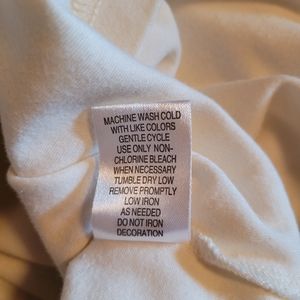 MACHINE WASH COLD
WITH LIKE COLORS
GENTLE CYCLE
USE ONLY NON-
CHLORINE BLEACH
WHEN NECESSARY
TUMBLE DRY LOW
REMOVE PROMPTLY
LOW IRON
AS NEEDED
DO NOT IRON
DECORATION